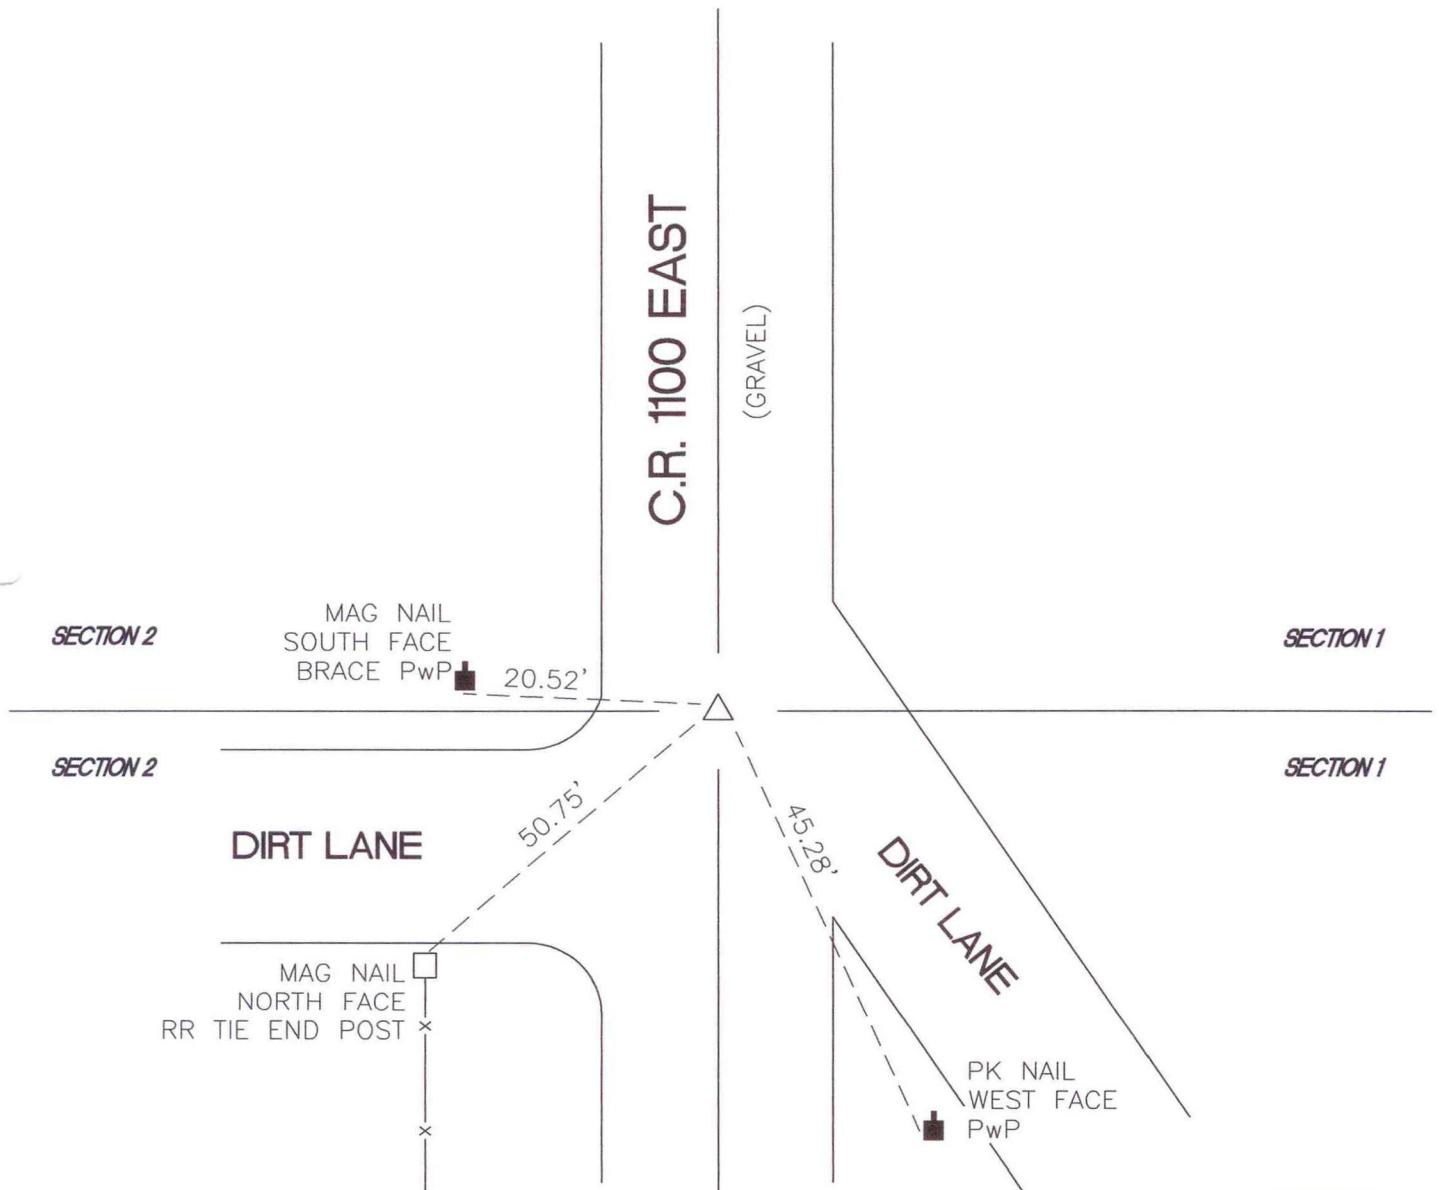 C.R. 1100 EAST
(GRAVEL)
SECTION 2
MAG NAIL
SOUTH FACE
BRACE PwP
20.52'
SECTION 1
SECTION 2
SECTION 1
DIRT LANE
50.75'
45.28'
DIRT LANE
MAG NAIL
NORTH FACE
RR TIE END POST
PK NAIL
WEST FACE
PwP